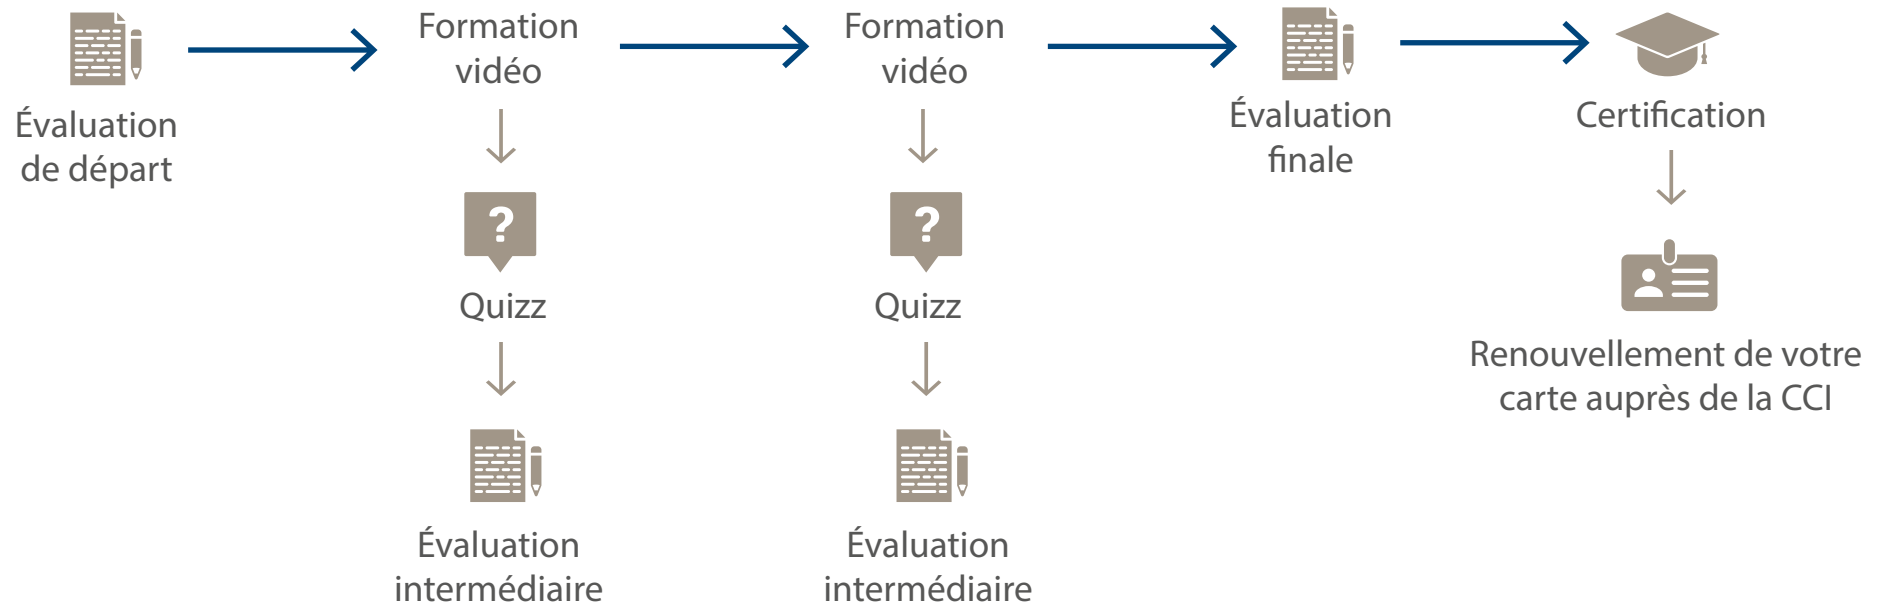 Évaluation
de départ
Formation
vidéo
?
Quizz
Évaluation
intermédiaire
Formation
vidéo
?
Quizz
Évaluation
intermédiaire
Évaluation
finale
Certification
Renouvellement de votre
carte auprès de la CCI